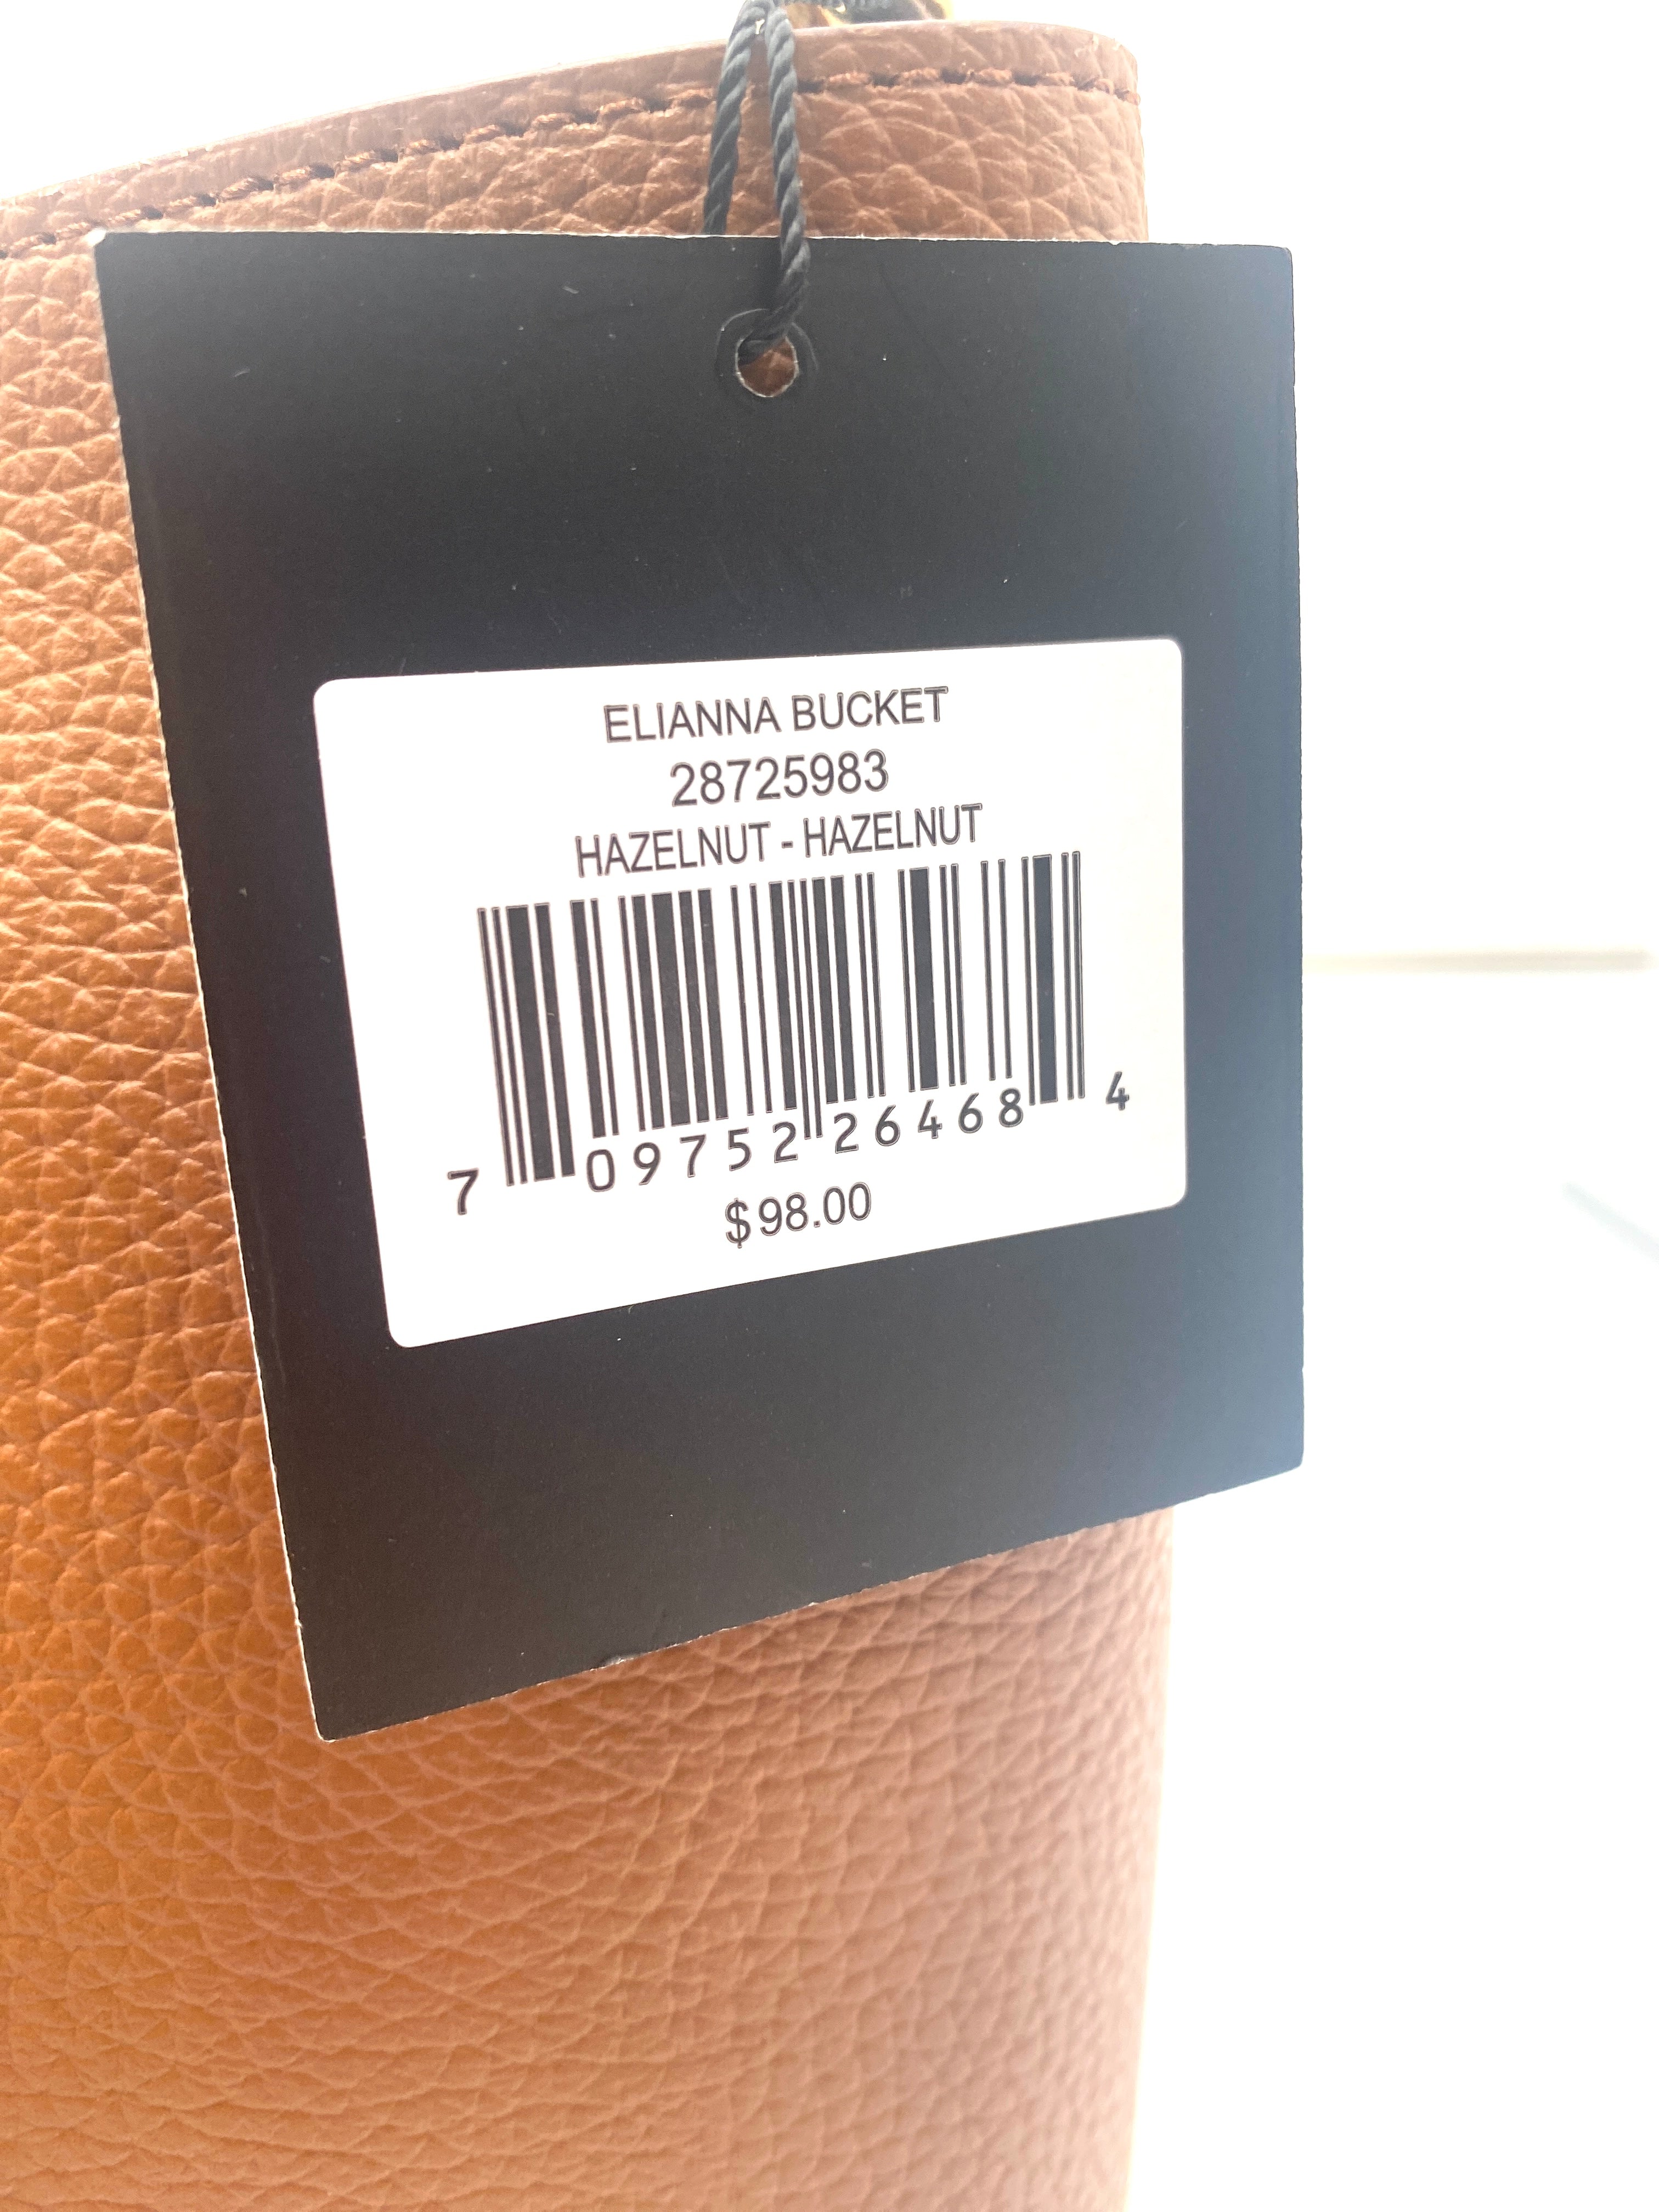 ELIANNA BUCKET
28725983
HAZELNUT - HAZELNUT
7 09752 26468 4
$98.00